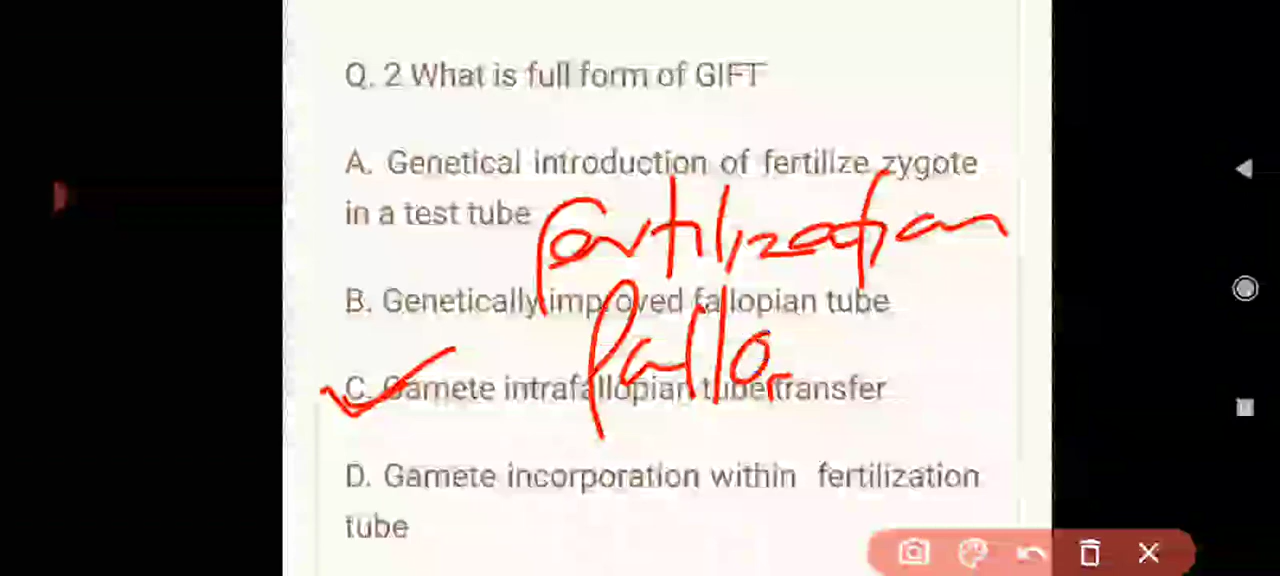 Q. 2 What is full form of GIFT
A. Genetical introduction of fertilize zygote
in a test tube
fertilization
B. Genetically improved fallopian tube
fallo
C. Gamete intrafallopian tube transfer
D. Gamete incorporation within fertilization
tube